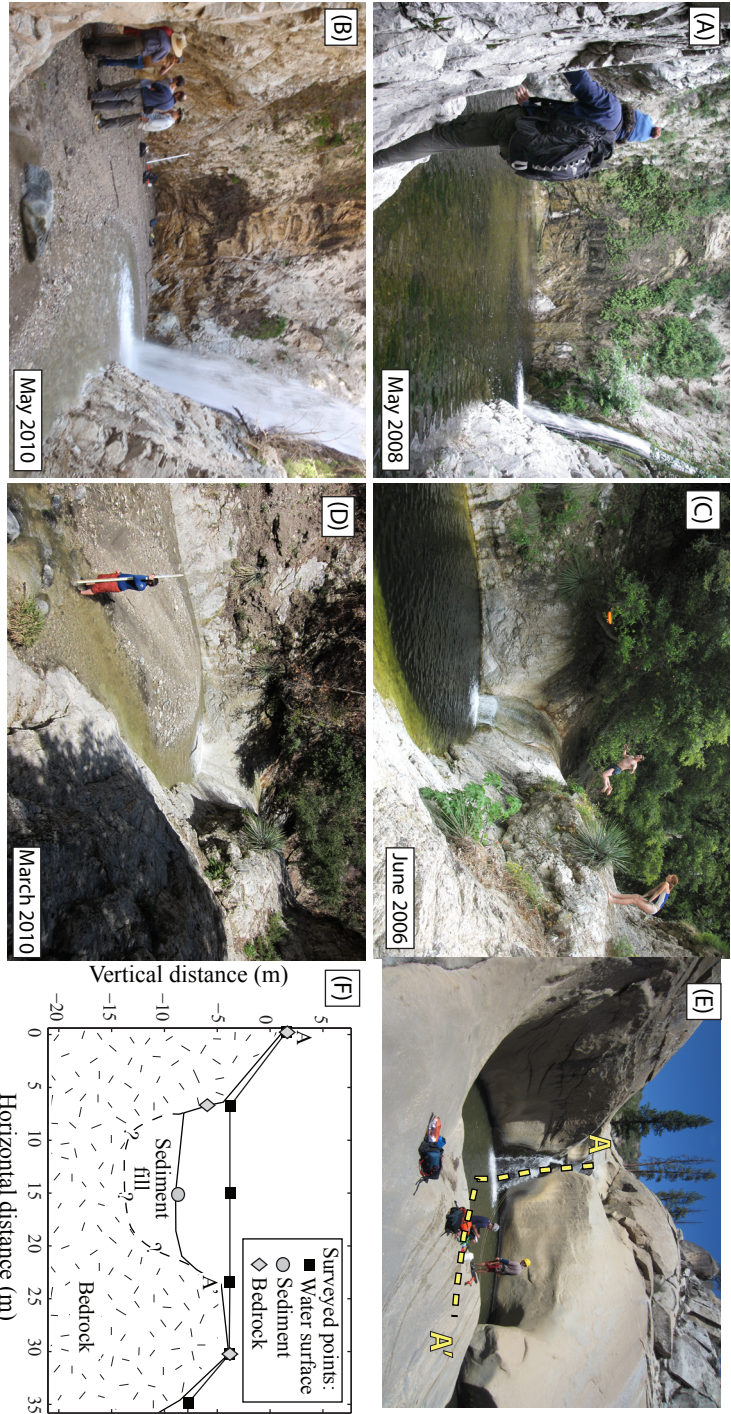 (A)
May 2008
(B)
May 2010
(C)
June 2006
(D)
March 2010
(E)
A
A'
(F)
Vertical distance (m)
5
0
-5
-10
-15
-20
A
A'
Surveyed points:
Water surface
Sediment
Bedrock
Sediment
fill
?
?
?
Bedrock
0
5
10
15
20
25
30
35
Horizontal distance (m)